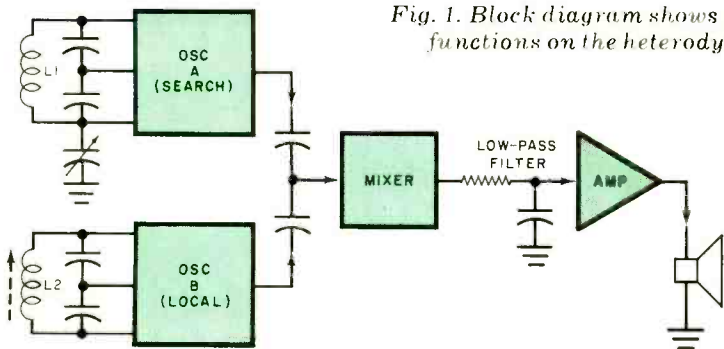 Fig. 1. Block diagram shows
functions on the heterody
OSC
A
(SEARCH)
L1
LOW-PASS
FILTER
MIXER
AMP
OSC
B
(LOCAL)
L2